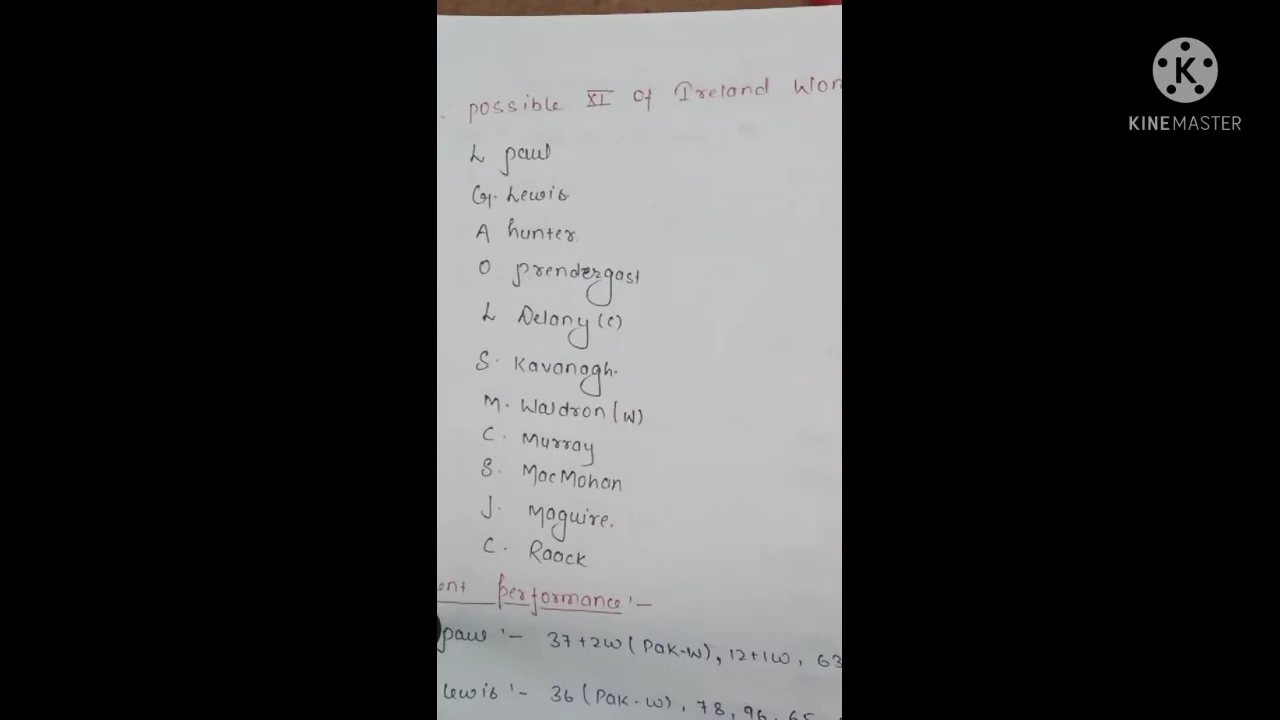 possible XI of Ireland Wom
L paul
G. Lewis
A hunter
O prendergast
L Delany (c)
S. Kavanagh.
M. Waldron (W)
C. Murray
S. MacMahon
J. Maguire.
C. Raack
ent performance :-
paul :- 37+2W (Pak-W), 12+1W, 63
Lewis :- 36 (Pak-W), 78, 96, 65
K
KINEMASTER